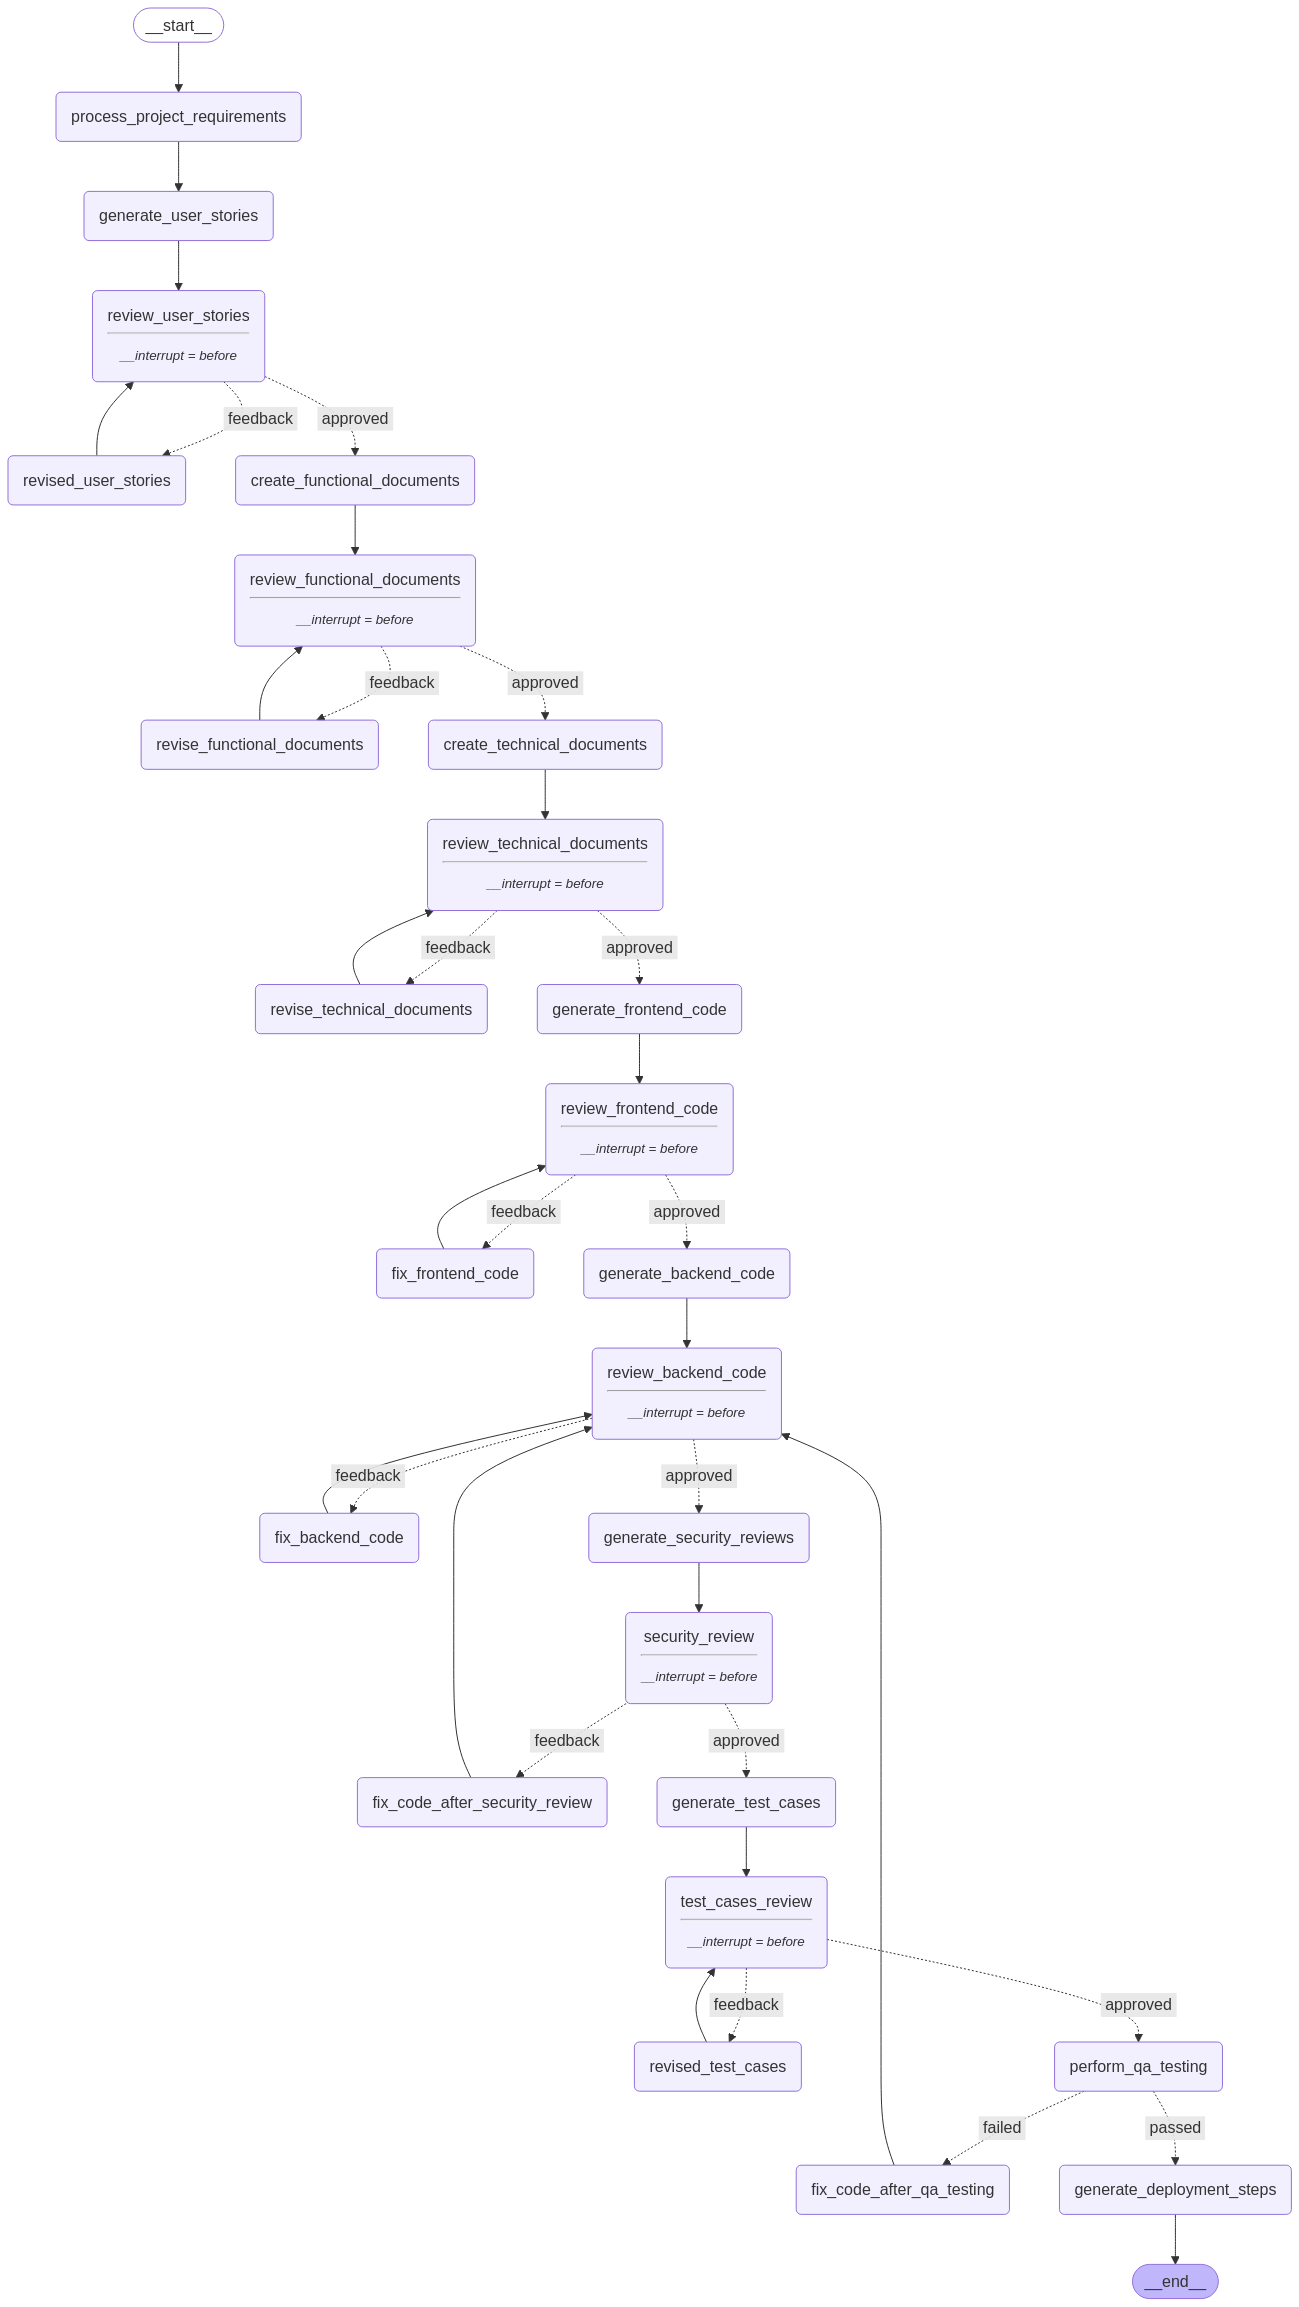 __start__
process_project_requirements
generate_user_stories
review_user_stories
__interrupt = before
feedback
approved
revised_user_stories
create_functional_documents
review_functional_documents
__interrupt = before
feedback
approved
revise_functional_documents
create_technical_documents
review_technical_documents
__interrupt = before
feedback
approved
revise_technical_documents
generate_frontend_code
review_frontend_code
__interrupt = before
feedback
approved
fix_frontend_code
generate_backend_code
review_backend_code
__interrupt = before
feedback
approved
fix_backend_code
generate_security_reviews
security_review
__interrupt = before
feedback
approved
fix_code_after_security_review
generate_test_cases
test_cases_review
__interrupt = before
feedback
approved
revised_test_cases
perform_qa_testing
failed
passed
fix_code_after_qa_testing
generate_deployment_steps
__end__